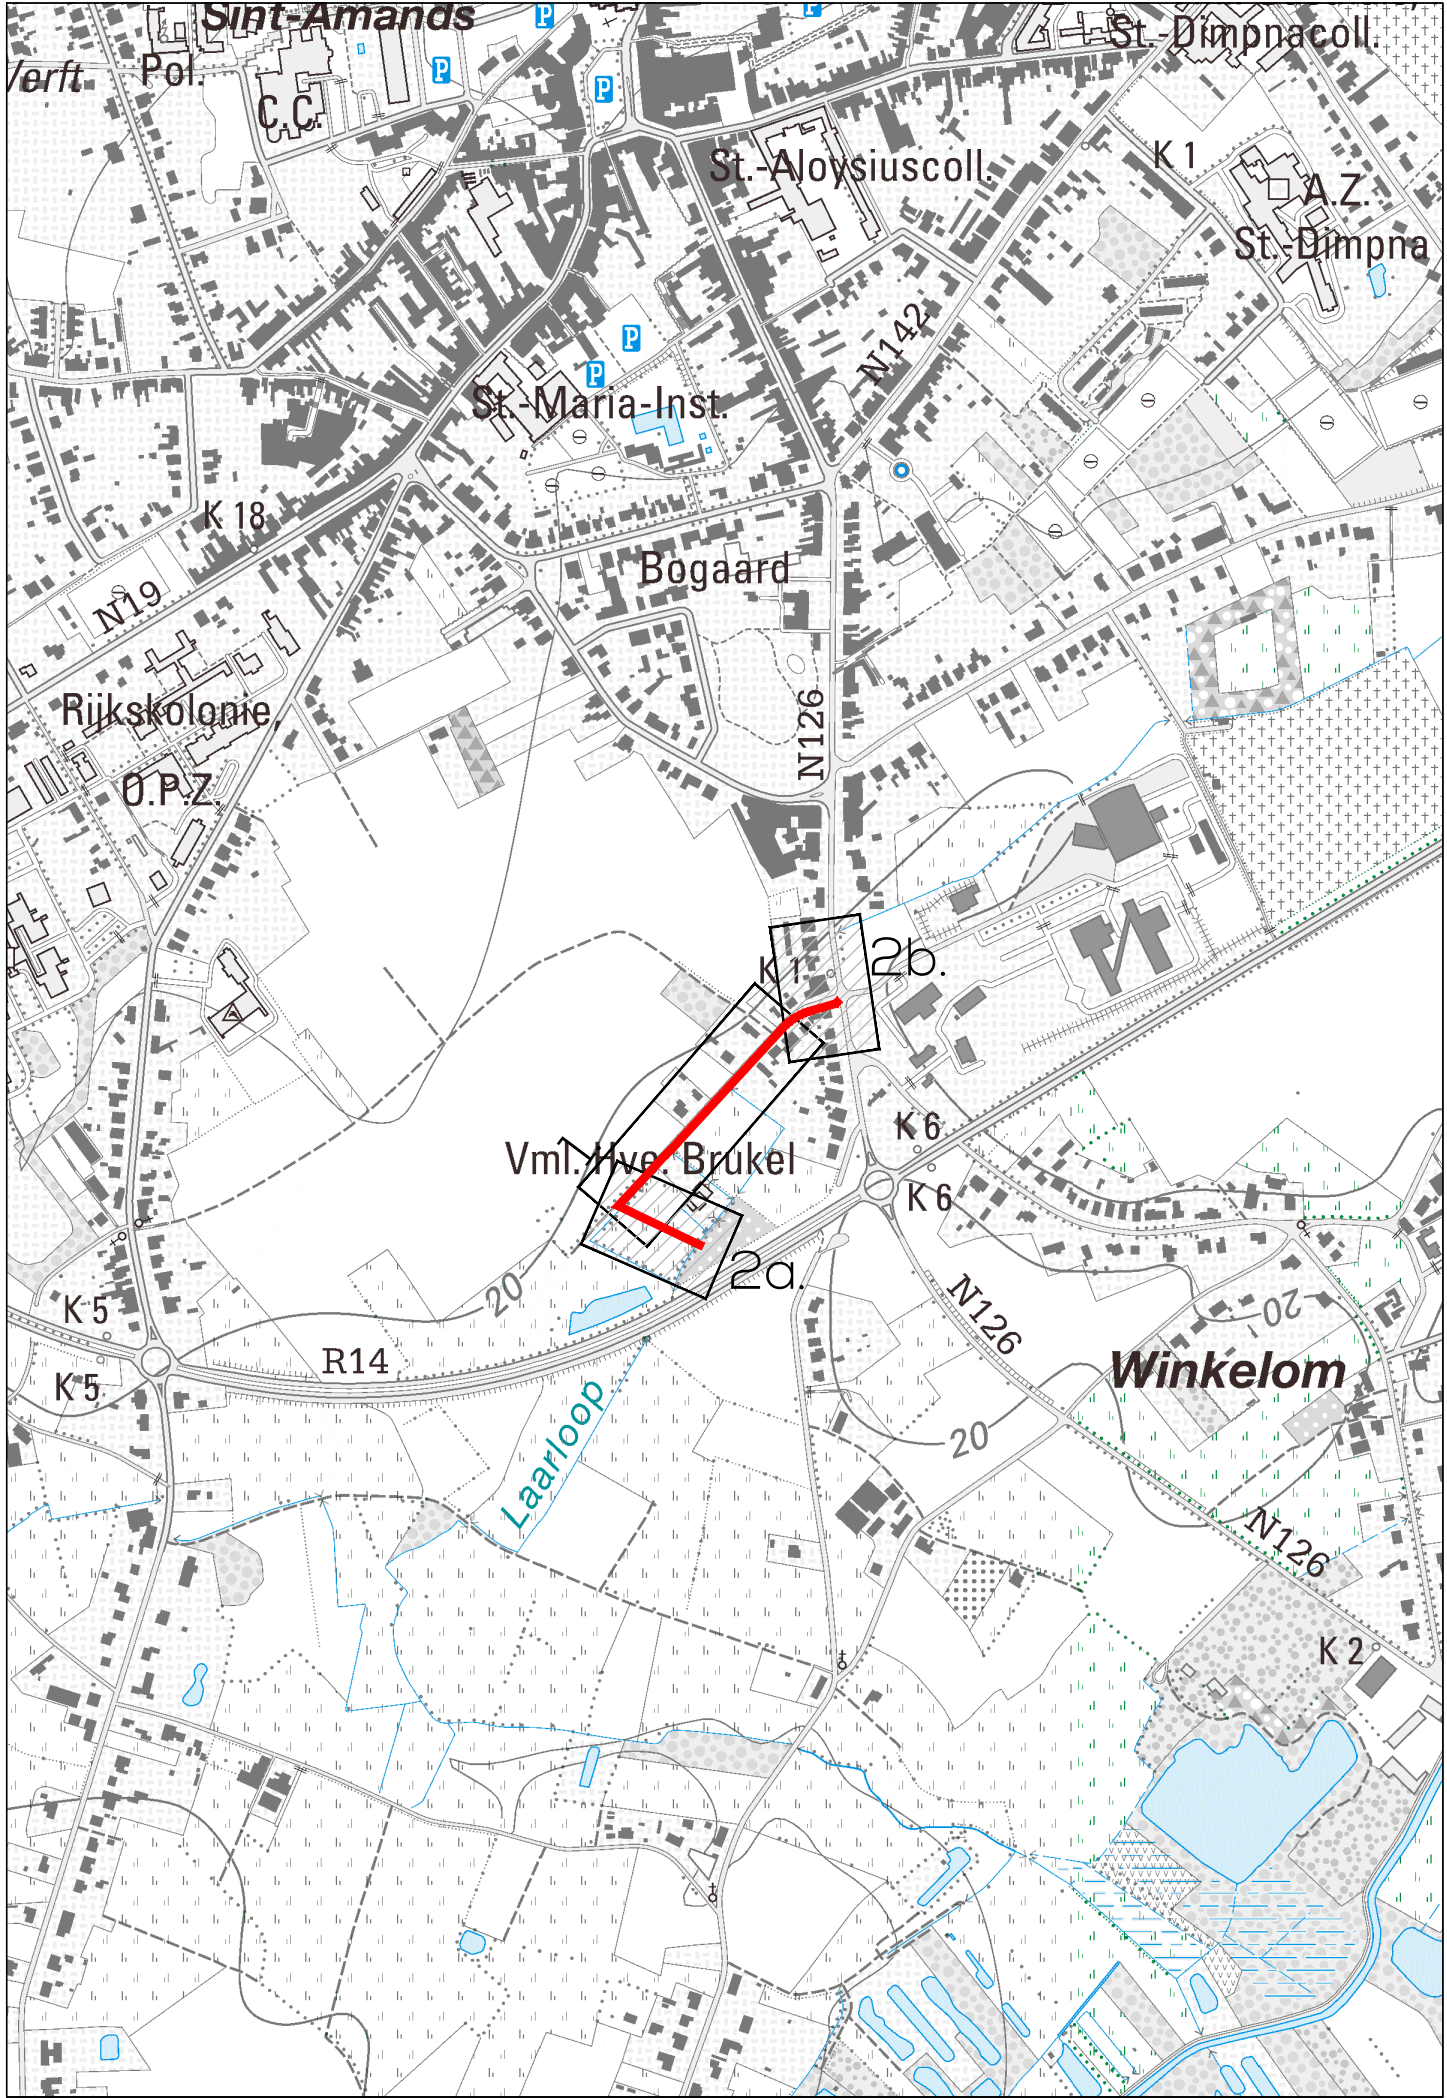 Sint-Amands
P
P
St.-Dimpnacoll.
Werft
Pol.
P
P
C.C.
St.-Aloysiuscoll.
K 1
A.Z.
St.-Dimpna
P
N142
P
St.-Maria-Inst.
K 18
Bogaard
N19
Rijkskolonie,
N126
O.P.Z.
2b.
K 1
K 6
Vml. Hve. Brukel
K 6
2a.
20
K 5
N126
20
R14
Winkelom
K 5
Laarloop
20
N126
K 2